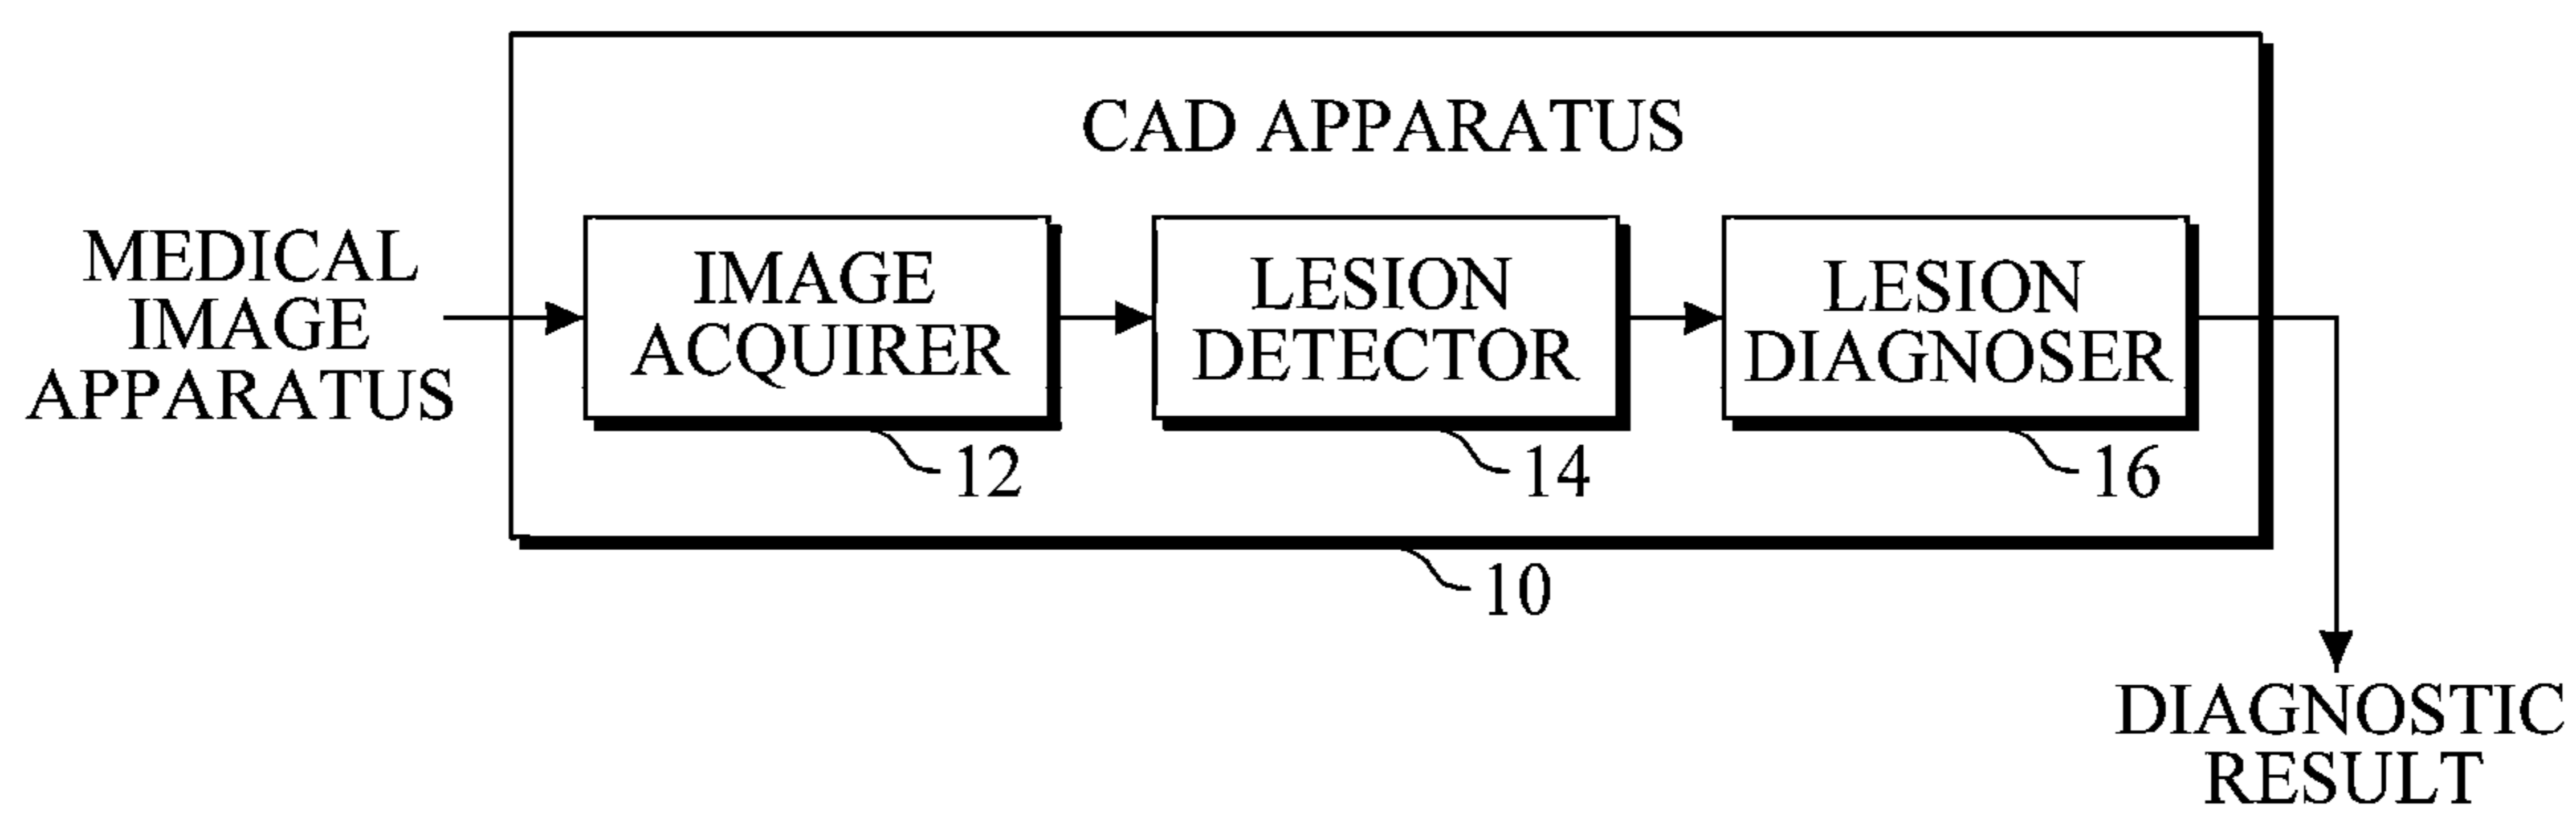 CAD APPARATUS
MEDICAL
IMAGE
APPARATUS
IMAGE
ACQUIRER
12
LESION
DETECTOR
14
LESION
DIAGNOSER
16
10
DIAGNOSTIC
RESULT